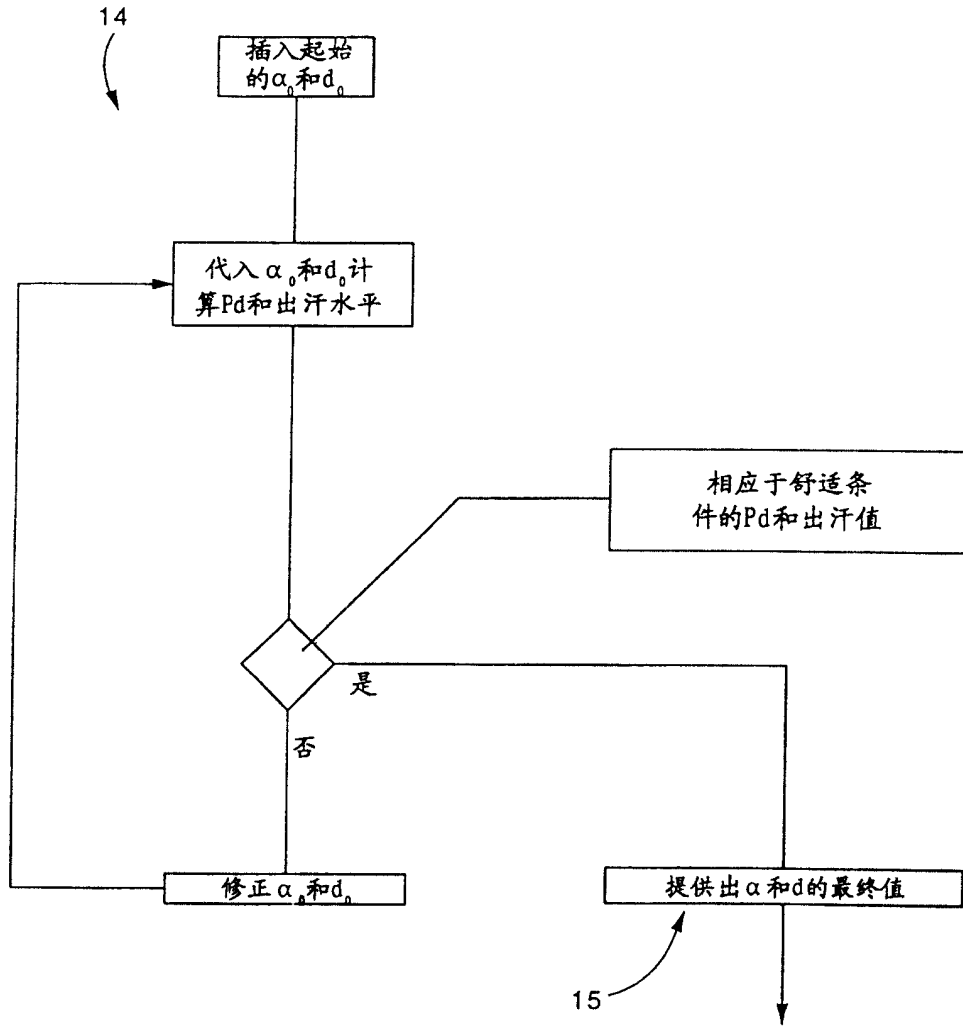 14
插入起始
的α₀和d₀
代入α₀和d₀计
算Pd和出汗水平
相应于舒适条
件的Pd和出汗值
是
否
修正α₀和d₀
提供出α和d的最终值
15